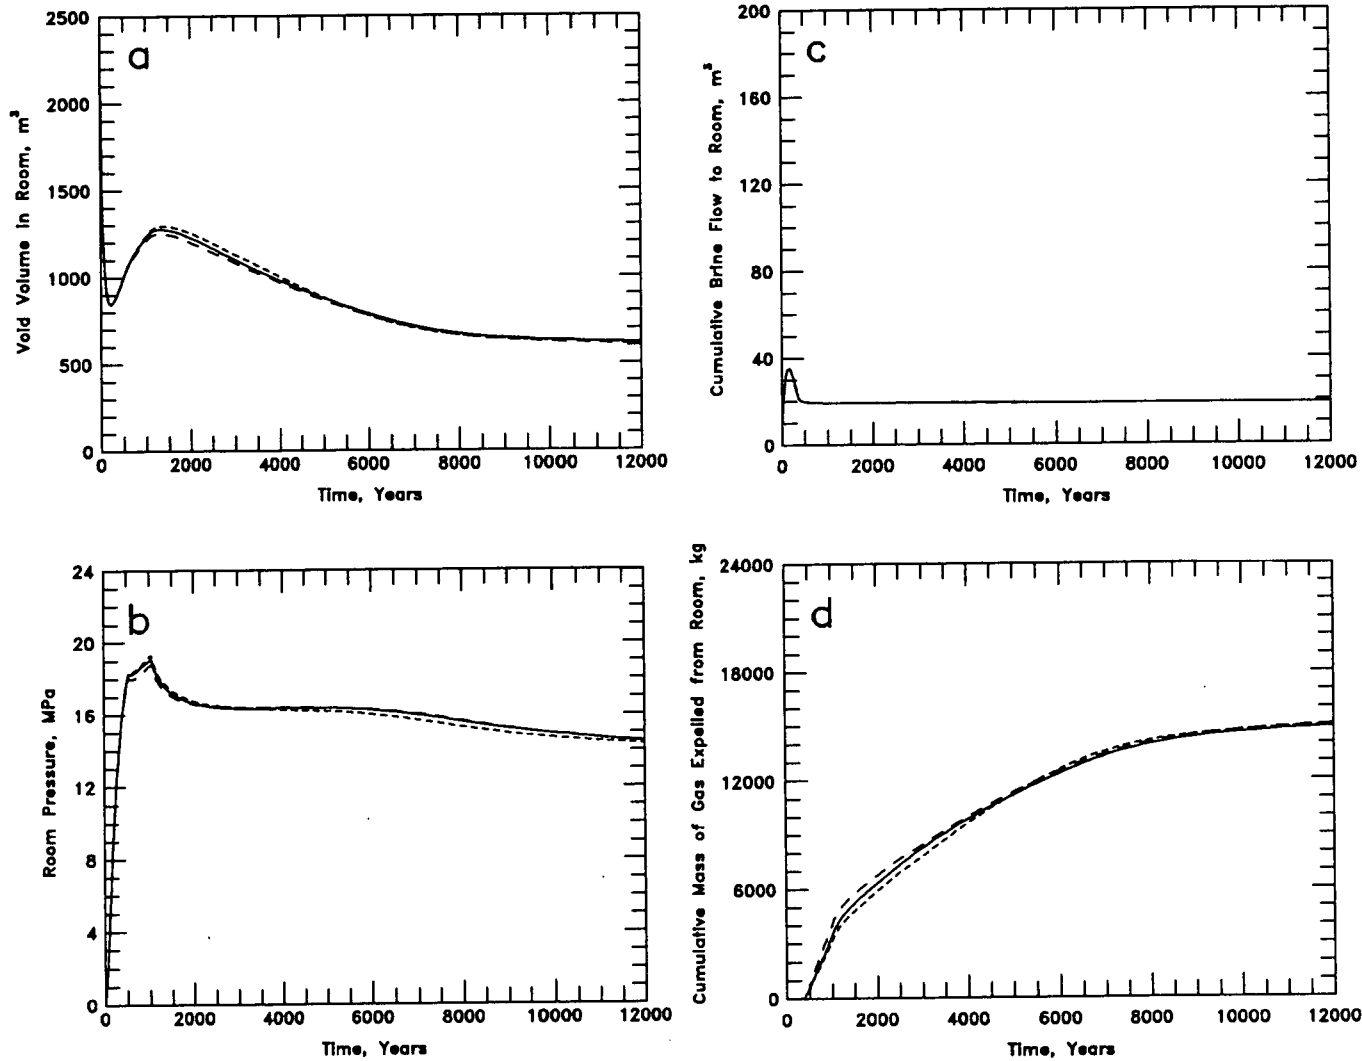 a
Void Volume in Room, m³
2500
2000
1500
1000
500
0
0 2000 4000 6000 8000 10000 12000
Time, Years
c
Cumulative Brine Flow to Room, m³
200
160
120
80
40
0
0 2000 4000 6000 8000 10000 12000
Time, Years
b
Room Pressure, MPa
24
20
16
12
8
4
0
0 2000 4000 6000 8000 10000 12000
Time, Years
d
Cumulative Mass of Gas Expelled from Room, kg
24000
18000
12000
6000
0
0 2000 4000 6000 8000 10000 12000
Time, Years